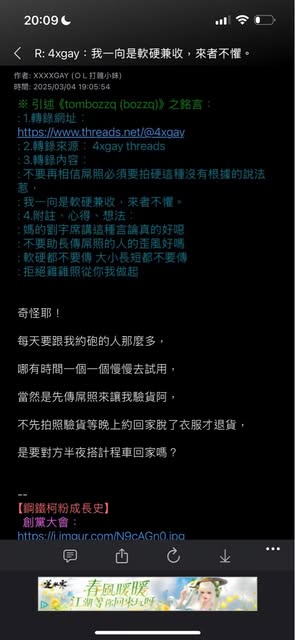 20:09
R: 4xgay：我一向是軟硬兼收，來者不懼。
作者: XXXXGAY (ＯＬ打雜小妹)
時間: 2025/03/04 19:05:54
※ 引述《tombozzq (bozzq)》之銘言：
: 1.轉錄網址：
https://www.threads.net/@4xgay
: 2.轉錄來源： 4xgay threads
: 3.轉錄內容：
: 不要再相信屌照必須要拍硬這種沒有根據的說法
惹，
: 我一向是軟硬兼收，來者不懼。
: 4.附註、心得、想法：
: 媽的劉宇席講這種言論真的好噁
: 不要助長傳屌照的人的歪風好嗎
: 軟硬都不要傳 大小長短都不要傳
: 拒絕雞雞照從你我做起
奇怪耶！
每天要跟我約砲的人那麼多，
哪有時間一個一個慢慢去試用，
當然是先傳屌照來讓我驗貨阿，
不先拍照驗貨等晚上約回家脫了衣服才退貨，
是要對方半夜搭計程車回家嗎？
--
【鋼鐵柯粉成長史】
創黨大會：
https://i.imgur.com/N9cAGn0.jpg
春風暖暖
江湖等你回來玩呀